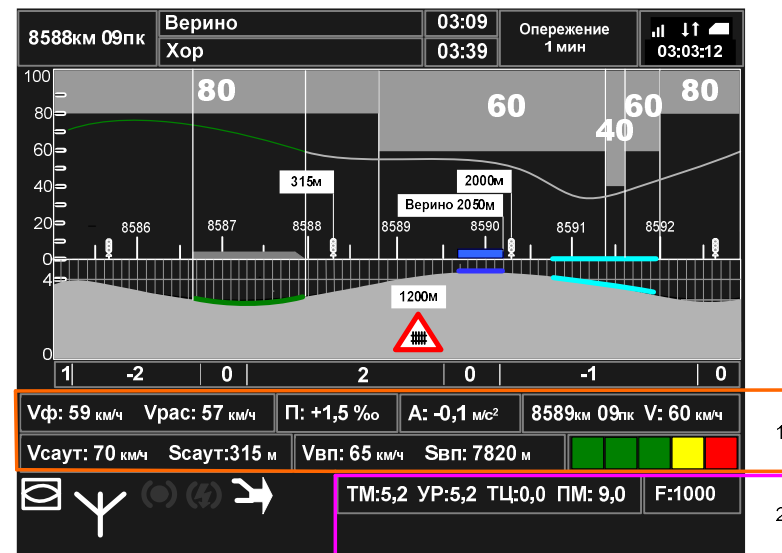 8588км 09пк
Верино
Хор
03:09
03:39
Опережение
1 мин
03:03:12
100
80
60
40
20
0
4
0
80
60
40
60
80
315м
2000м
Верино 2050м
8586
8587
8588
8589
8590
8591
8592
1200м
1 -2 0 2 0 -1 0
Vф: 59 км/ч Vрас: 57 км/ч П: +1,5 ‰ А: -0,1 м/с² 8589км 09пк V: 60 км/ч
Vсаут: 70 км/ч Sсаут:315 м Vвп: 65 км/ч Sвп: 7820 м
1
ТМ:5,2 УР:5,2 ТЦ:0,0 ПМ: 9,0 F:1000
2